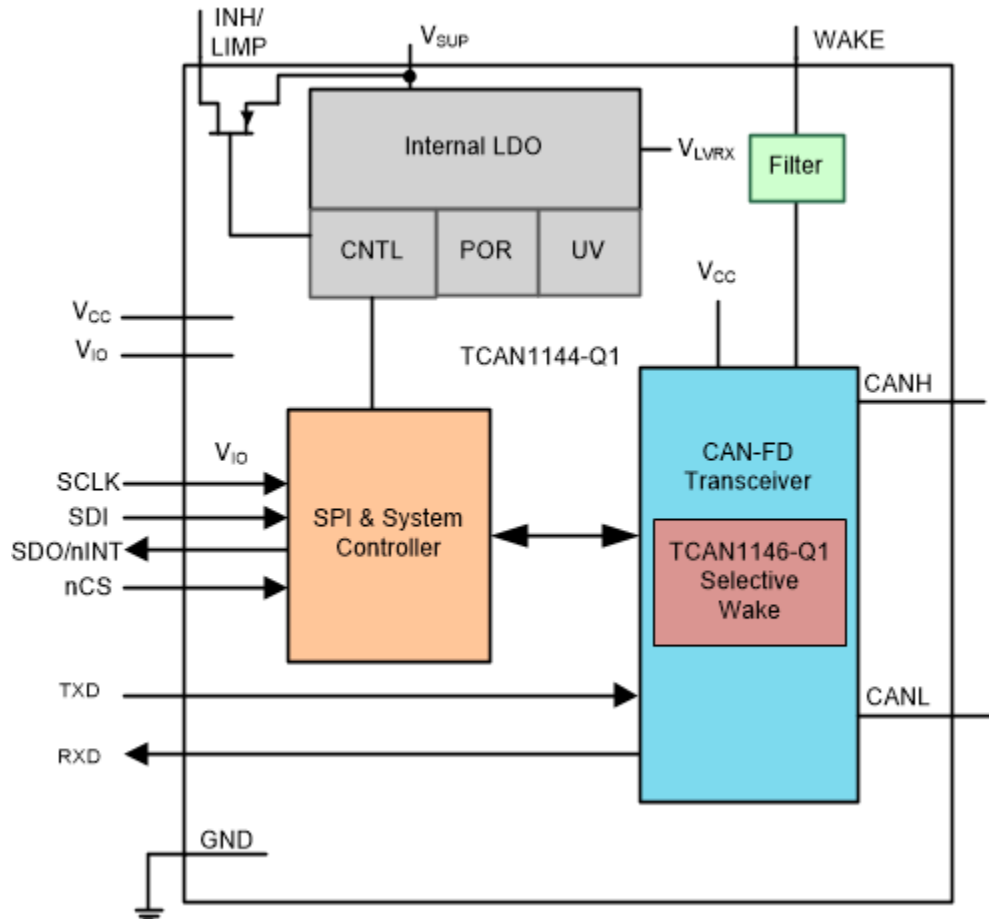 INH/
LIMP
VSUP
WAKE
Internal LDO
VLVRX
Filter
CNTL
POR
UV
VCC
VCC
VIO
TCAN1144-Q1
CANH
VIO
SCLK
SDI
SDO/nINT
nCS
SPI & System
Controller
CAN-FD
Transceiver
TCAN1146-Q1
Selective
Wake
TXD
CANL
RXD
GND